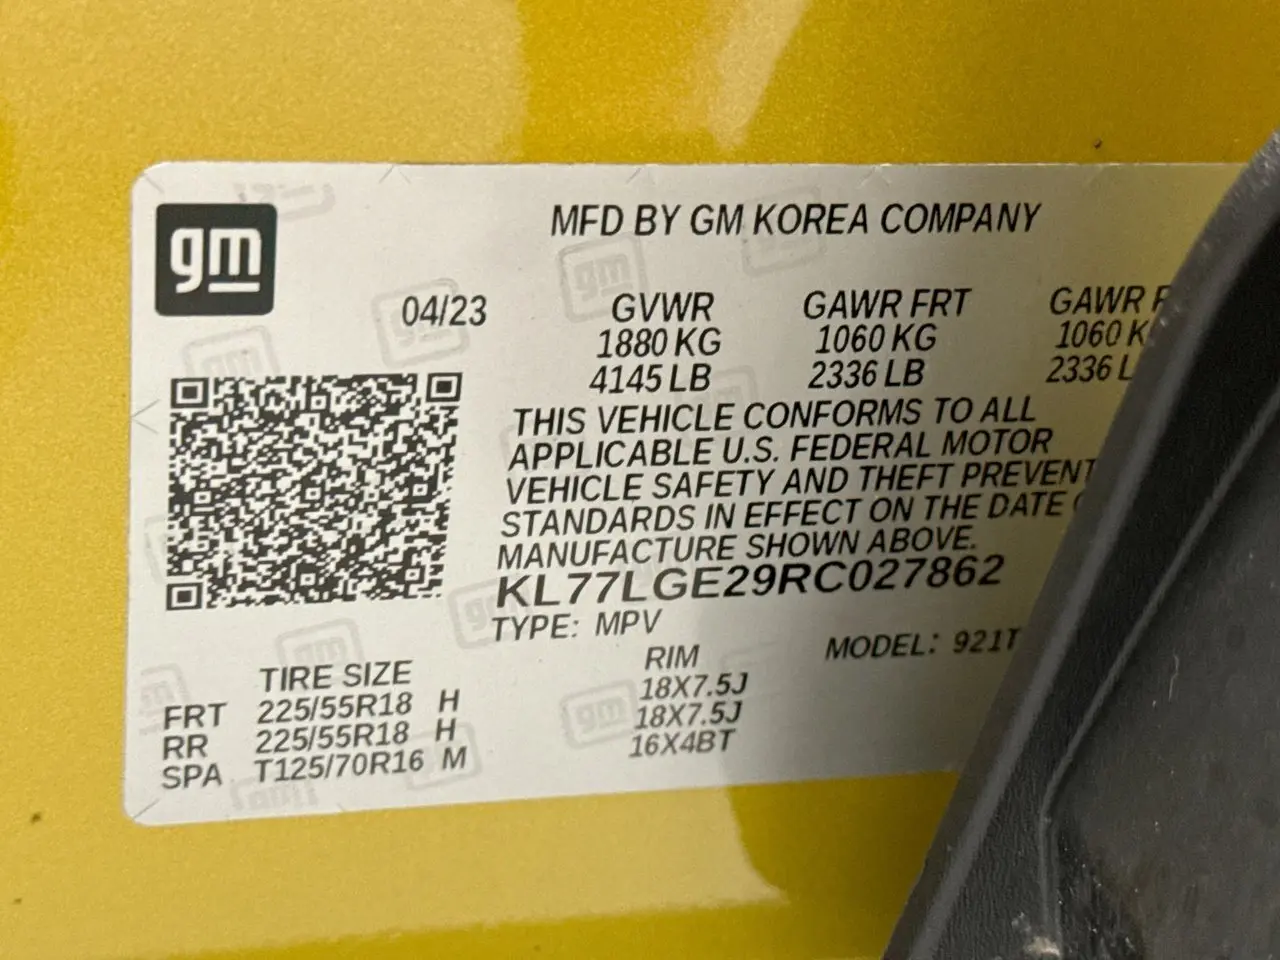 gm
MFD BY GM KOREA COMPANY
04/23 GVWR GAWR FRT GAWR
1880 KG 1060 KG 1060
4145 LB 2336 LB 2336
THIS VEHICLE CONFORMS TO ALL
APPLICABLE U.S. FEDERAL MOTOR
VEHICLE SAFETY AND THEFT PREVENT
STANDARDS IN EFFECT ON THE DATE
MANUFACTURE SHOWN ABOVE.
KL77LGE29RC027862
TYPE: MPV MODEL: 921T
TIRE SIZE RIM
FRT 225/55R18 H 18X7.5J
RR 225/55R18 H 18X7.5J
SPA T125/70R16 M 16X4BT